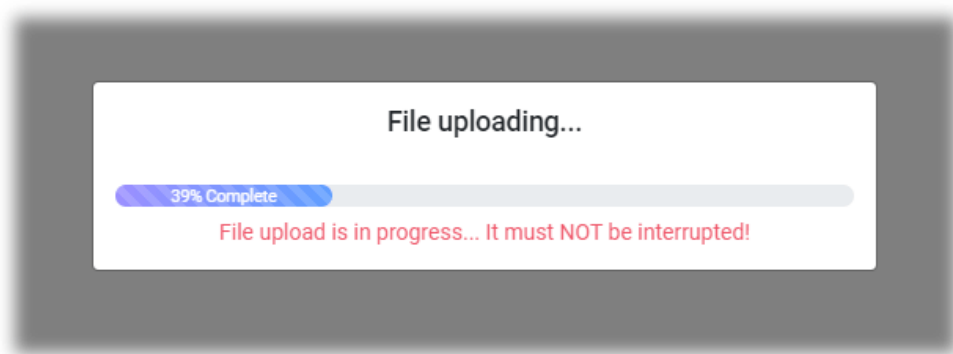 File uploading...
39% Complete
File upload is in progress... It must NOT be interrupted!